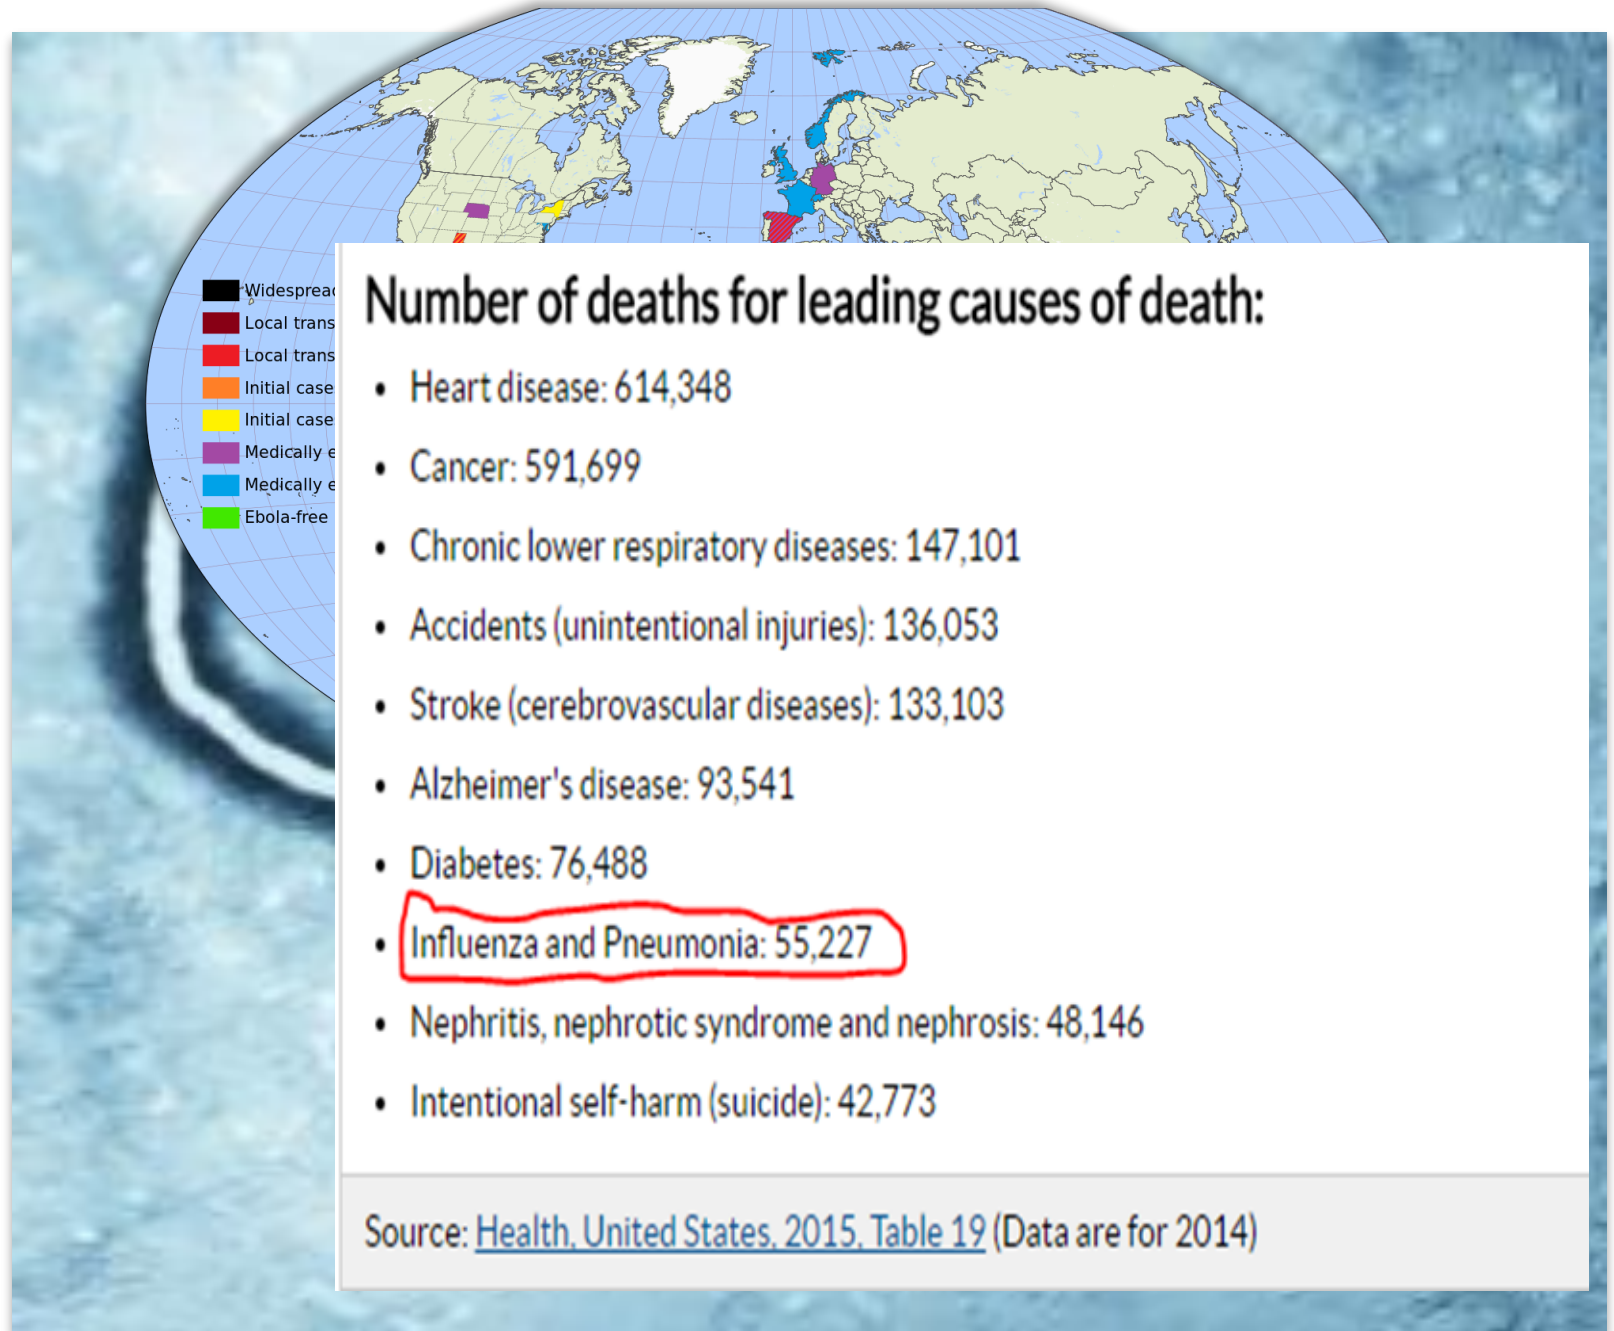 Widespread
Local trans
Local trans
Initial case
Initial case
Medically e
Medically e
Ebola-free
Number of deaths for leading causes of death:
• Heart disease: 614,348
• Cancer: 591,699
• Chronic lower respiratory diseases: 147,101
• Accidents (unintentional injuries): 136,053
• Stroke (cerebrovascular diseases): 133,103
• Alzheimer's disease: 93,541
• Diabetes: 76,488
• Influenza and Pneumonia: 55,227
• Nephritis, nephrotic syndrome and nephrosis: 48,146
• Intentional self-harm (suicide): 42,773
Source: Health, United States, 2015, Table 19 (Data are for 2014)